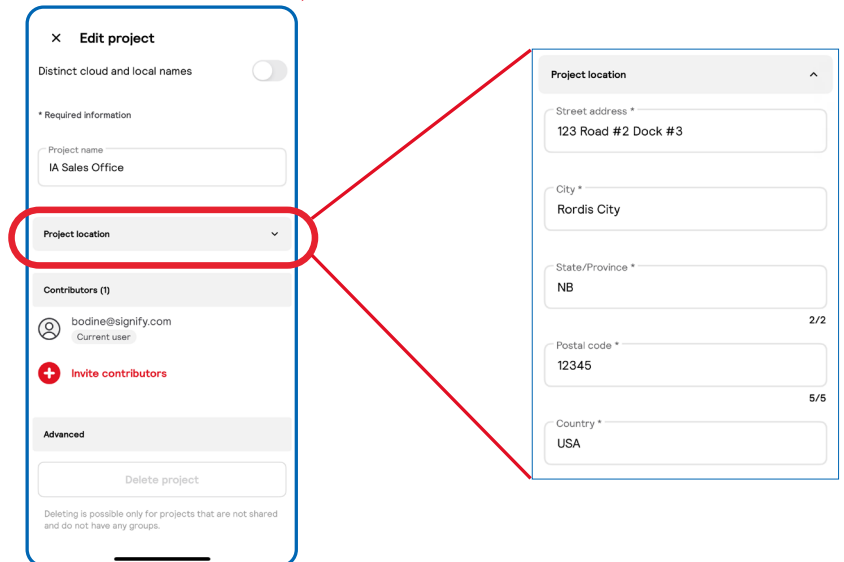 × Edit project
Distinct cloud and local names
* Required information
Project name
IA Sales Office
Project location
Contributors (1)
bodine@signify.com
Current user
Invite contributors
Advanced
Delete project
Deleting is possible only for projects that are not shared
and do not have any groups.
Project location
Street address *
123 Road #2 Dock #3
City *
Rordis City
State/Province *
NB
2/2
Postal code *
12345
5/5
Country *
USA